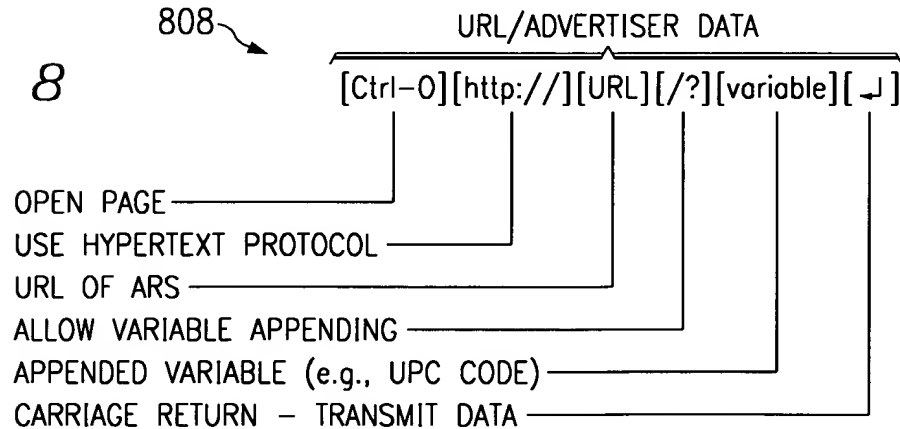 808
URL/ADVERTISER DATA
8
[Ctrl-O][http://][URL][/?][variable][↵]
OPEN PAGE
USE HYPERTEXT PROTOCOL
URL OF ARS
ALLOW VARIABLE APPENDING
APPENDED VARIABLE (e.g., UPC CODE)
CARRIAGE RETURN – TRANSMIT DATA